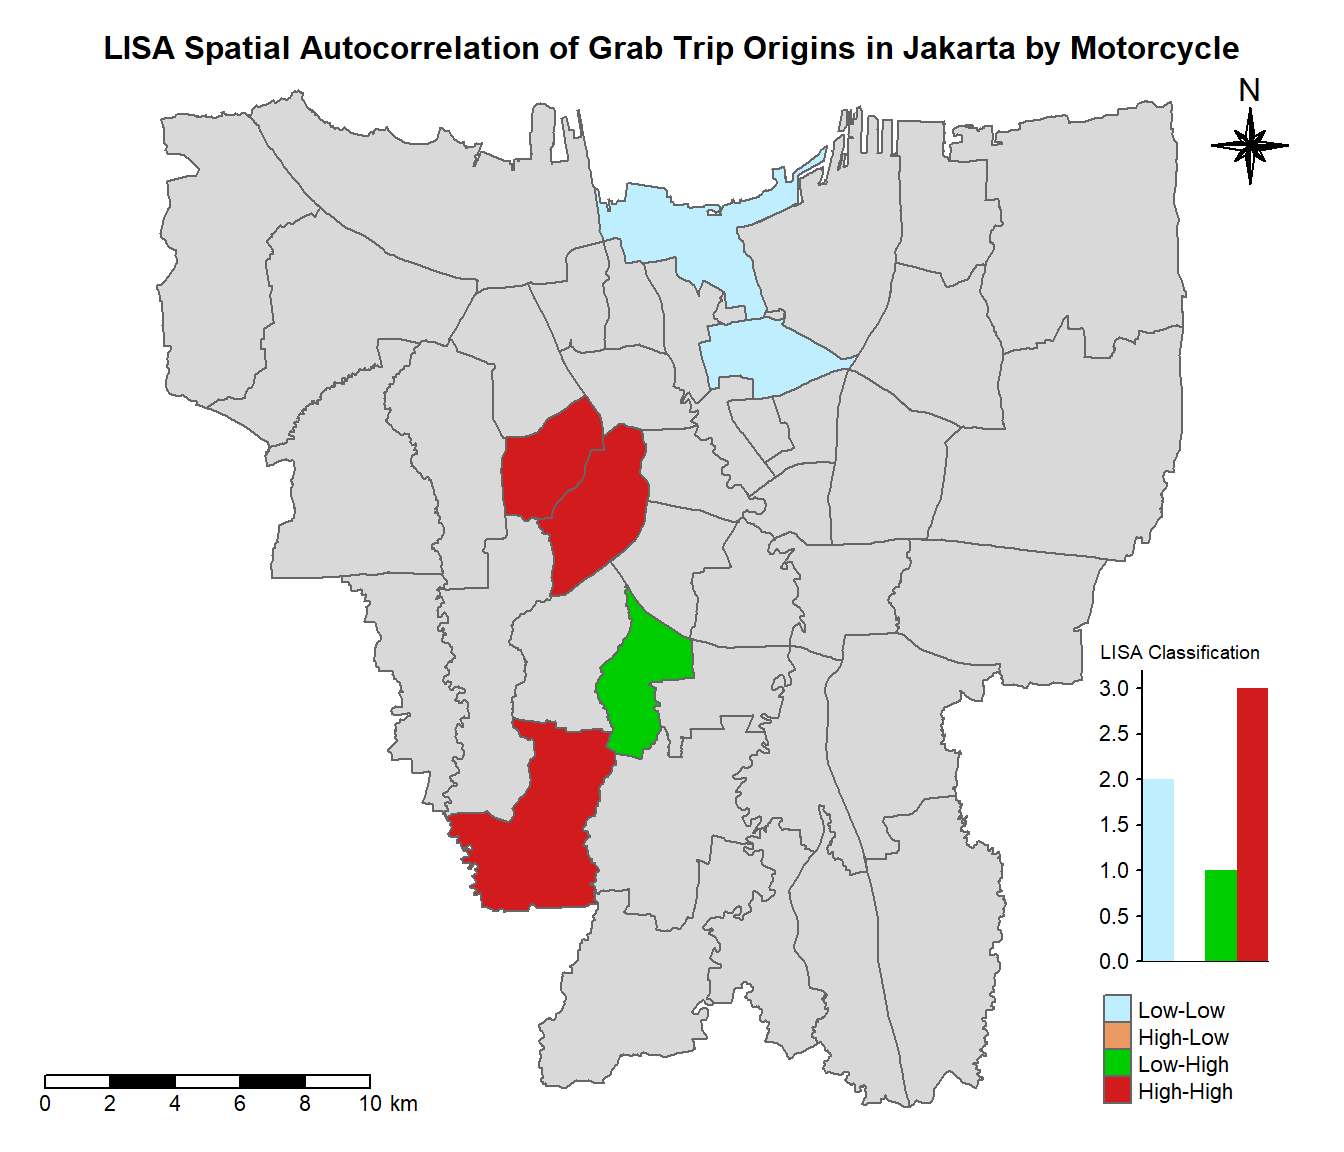 LISA Spatial Autocorrelation of Grab Trip Origins in Jakarta by Motorcycle
N
LISA Classification
3.0
2.5
2.0
1.5
1.0
0.5
0.0
Low-Low
High-Low
Low-High
High-High
0 2 4 6 8 10 km